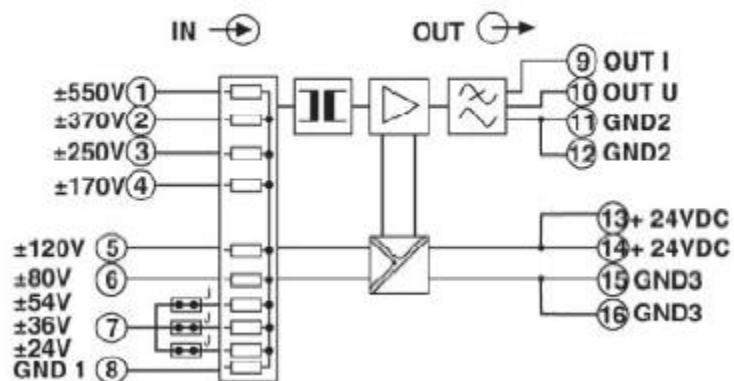 IN OUT
±550V 1
±370V 2
±250V 3
±170V 4
±120V 5
±80V 6
±54V J
±36V 7 J
±24V J
GND 1 8
9 OUT I
10 OUT U
11 GND2
12 GND2
13 + 24VDC
14 + 24VDC
15 GND3
16 GND3